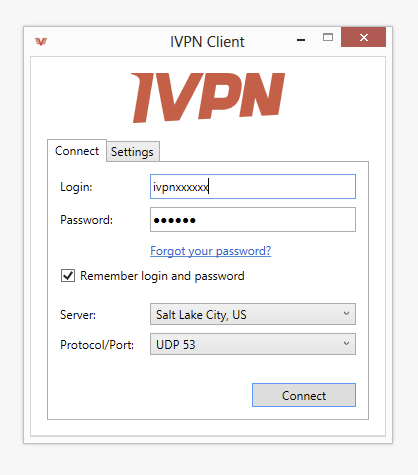 IVPN Client
IVPN
Connect Settings
Login: ivpnxxxxxx
Password: ●●●●●●
Forgot your password?
Remember login and password
Server: Salt Lake City, US
Protocol/Port: UDP 53
Connect